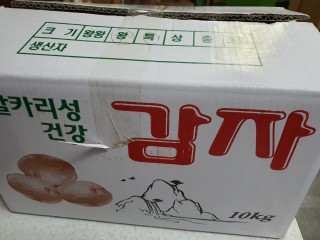 크기 왕왕 왕 특 상 중
생산자
알카리성
건강
감자
10kg